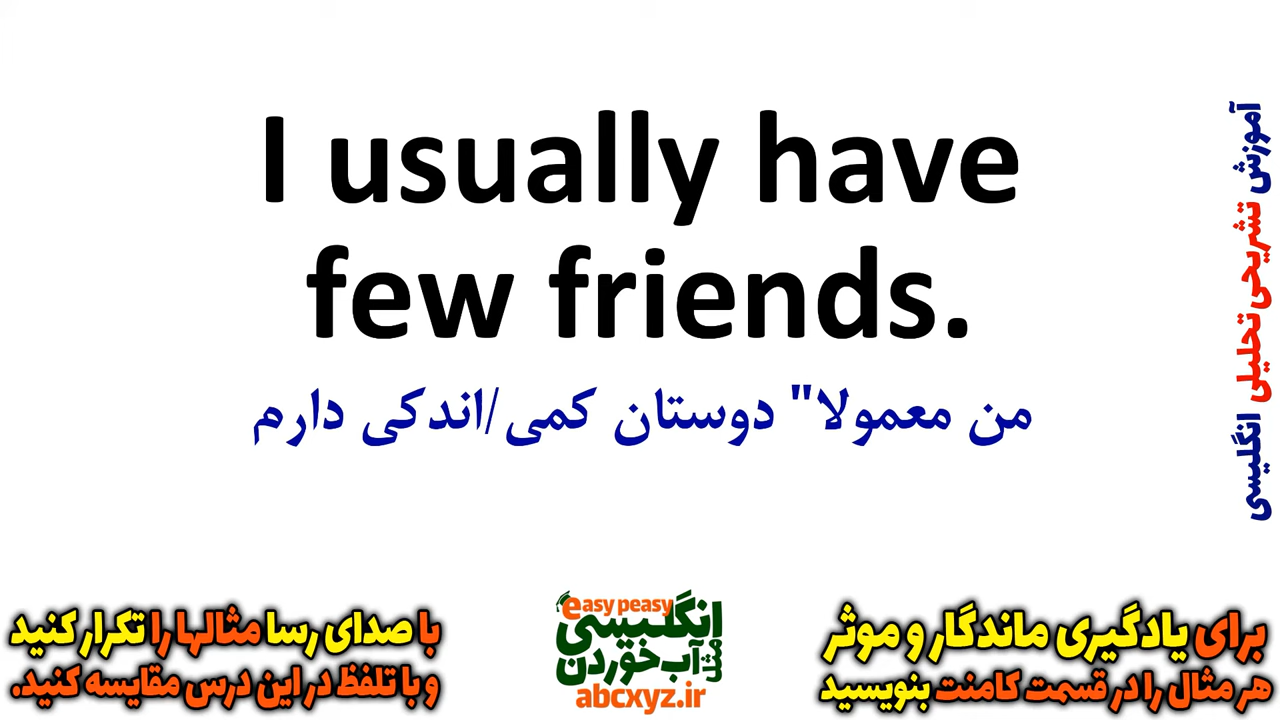 I usually have
few friends.
من معمولا" دوستان کمی/اندکی دارم
آموزش تشریحی تحلیلی انگلیسی
برای یادگیری ماندگار و موثر
هر مثال را در قسمت کامنت بنویسید
easy peasy
انگلیسی
مثل آب خوردن
abcxyz.ir
با صدای رسا مثالها را تکرار کنید
و با تلفظ در این درس مقایسه کنید.